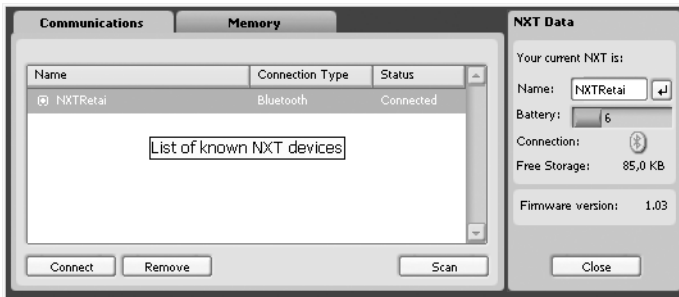 Communications
Memory
Name Connection Type Status
NXTRetai Bluetooth Connected
List of known NXT devices
Connect Remove Scan
NXT Data
Your current NXT is:
Name: NXTRetai
Battery: 6
Connection:
Free Storage: 85,0 KB
Firmware version: 1.03
Close